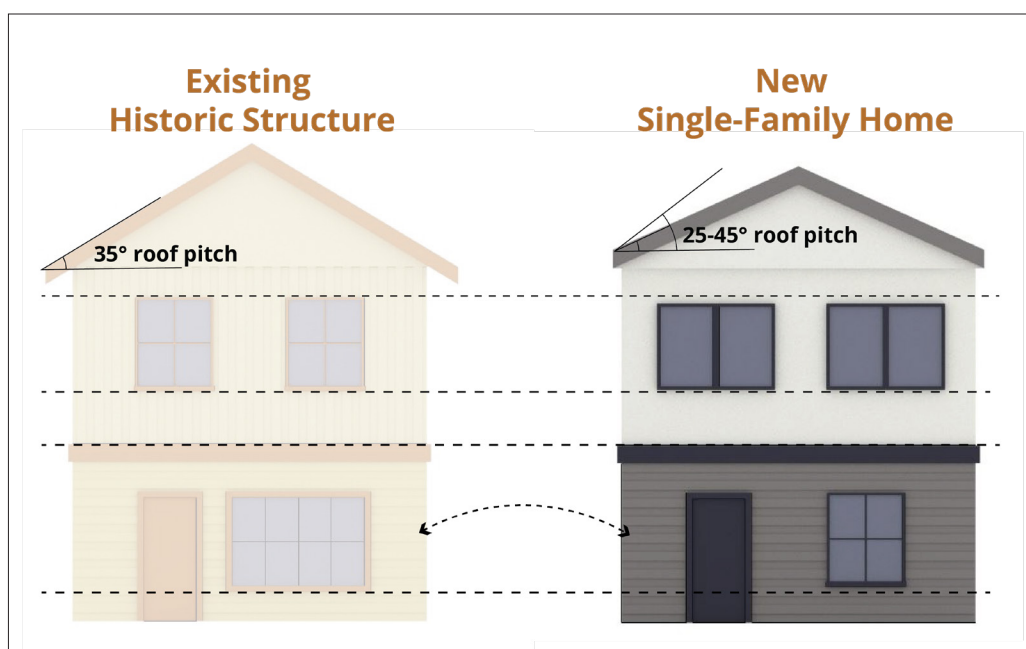 Existing
Historic Structure
New
Single-Family Home
35° roof pitch
25-45° roof pitch